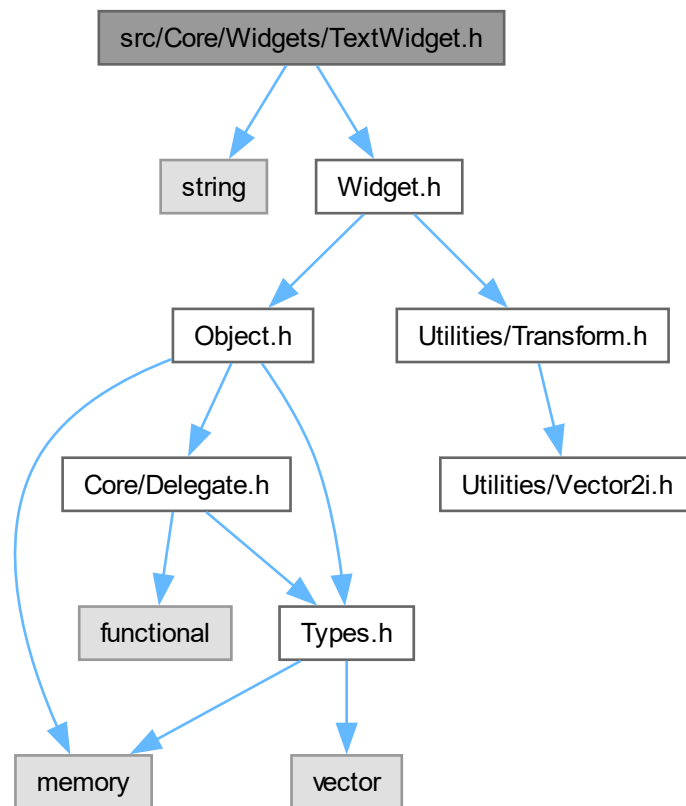 src/Core/Widgets/TextWidget.h
string
Widget.h
Object.h
Utilities/Transform.h
Core/Delegate.h
Utilities/Vector2i.h
functional
Types.h
memory
vector